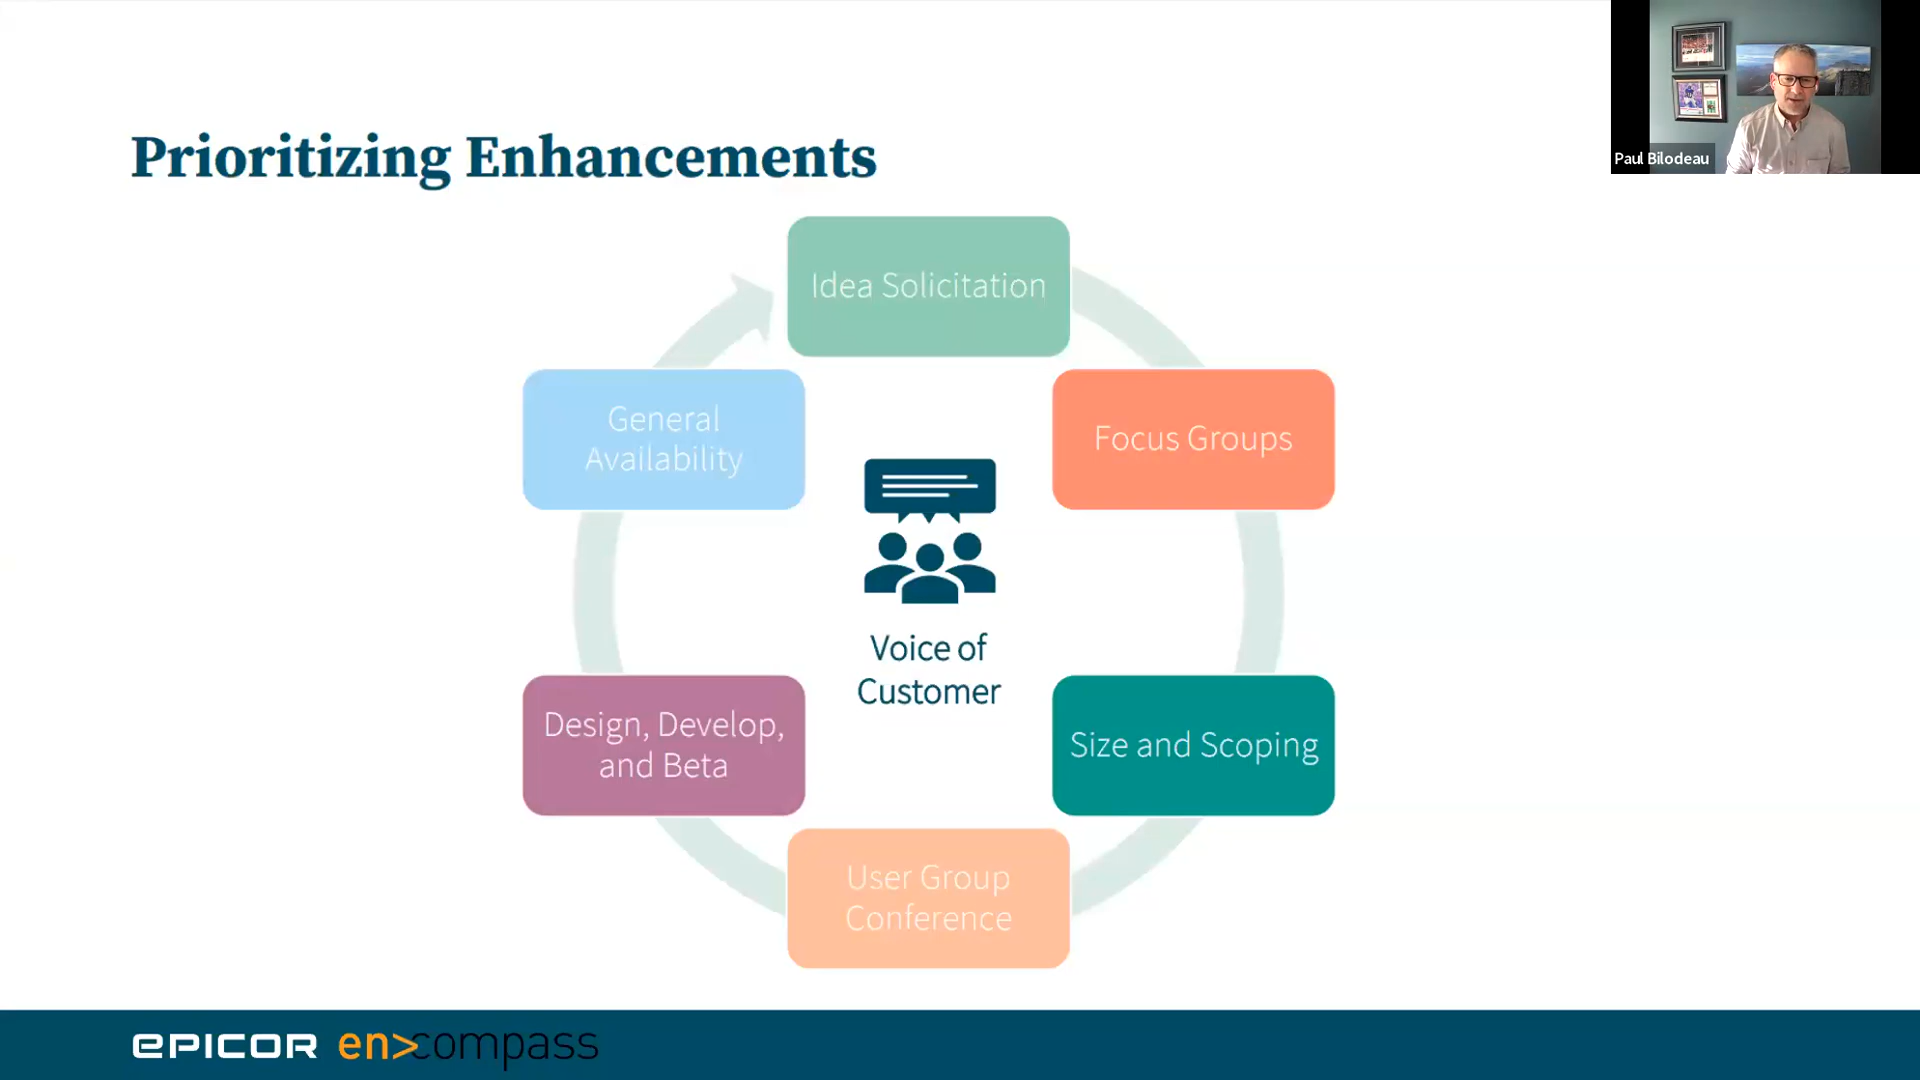 Prioritizing Enhancements
Paul Bilodeau
Idea Solicitation
General
Availability
Focus Groups
Voice of
Customer
Design, Develop,
and Beta
Size and Scoping
User Group
Conference
EPICOR en>compass